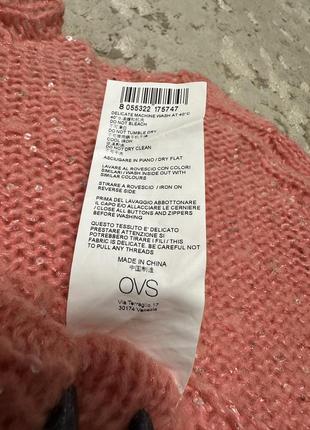 8 055322 175747
DELICATE MACHINE WASH AT 40°C
DO NOT BLEACH
DO NOT TUMBLE DRY
COOL IRON
DO NOT DRY CLEAN
ASCIUGARE IN PIANO / DRY FLAT
LAVARE A ROVESCIO CON COLORI
SIMILARI / WASH INSIDE OUT WITH
SIMILAR COLOURS
STIRARE A ROVESCIO / IRON ON
REVERSE SIDE
PRIMA DEL LAVAGGIO ABBOTTONARE
IL CAPO E/O ALLACCIARE LE CERNIERE
/ CLOSE ALL BUTTONS AND ZIPPERS
BEFORE WASHING
QUESTO TESSUTO E' DELICATO
PRESTARE ATTENZIONE SI
POTREBBERO TIRARE I FILI / THIS
FABRIC IS DELICATE. BE CAREFUL NOT
TO PULL ANY THREADS
MADE IN CHINA
中国制造
OVS
Via Terraglio, 17
30174 Venezia